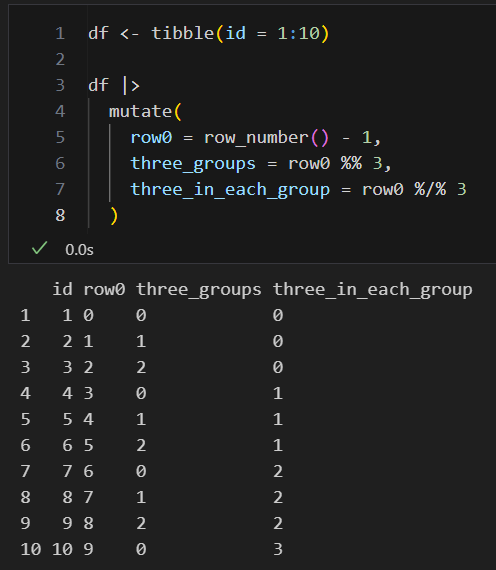 1 df <- tibble(id = 1:10)
2
3 df |>
4 mutate(
5 row0 = row_number() - 1,
6 three_groups = row0 %% 3,
7 three_in_each_group = row0 %/% 3
8 )
0.0s
id row0 three_groups three_in_each_group
1 1 0 0 0
2 2 1 1 0
3 3 2 2 0
4 4 3 0 1
5 5 4 1 1
6 6 5 2 1
7 7 6 0 2
8 8 7 1 2
9 9 8 2 2
10 10 9 0 3